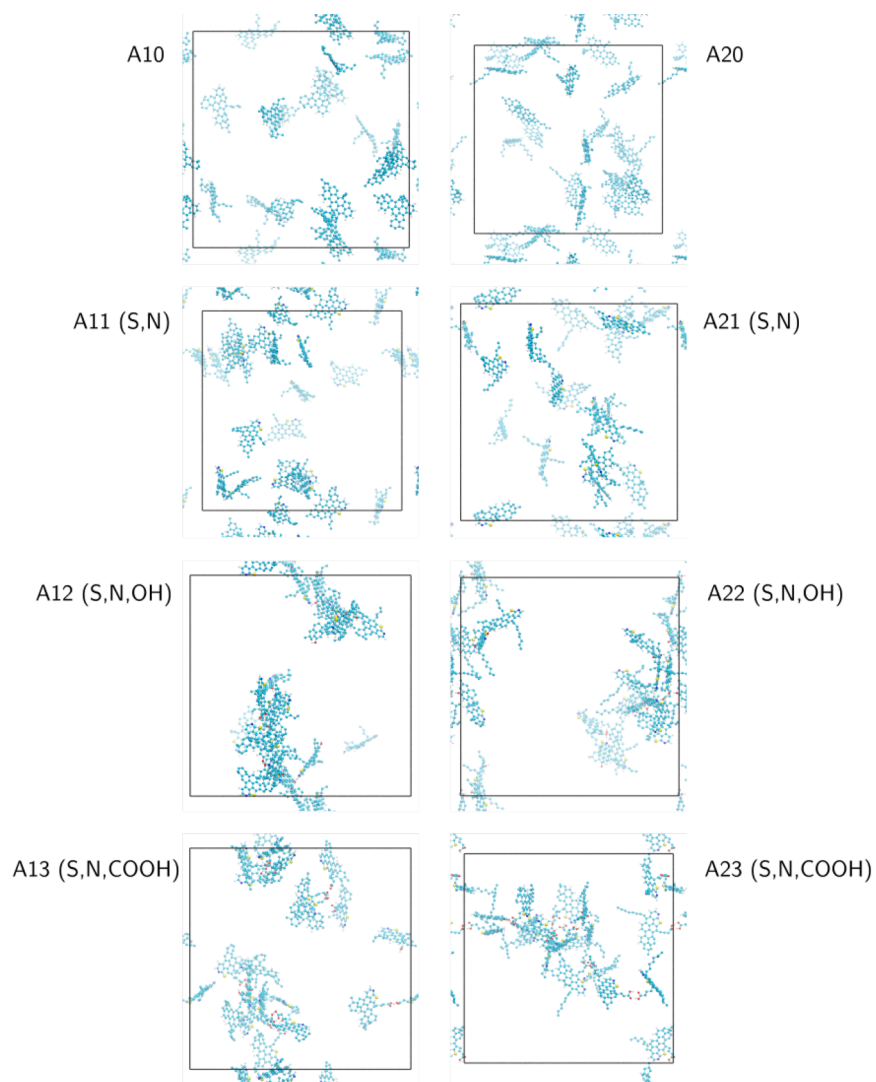 A10
A20
A11 (S,N)
A21 (S,N)
A12 (S,N,OH)
A22 (S,N,OH)
A13 (S,N,COOH)
A23 (S,N,COOH)